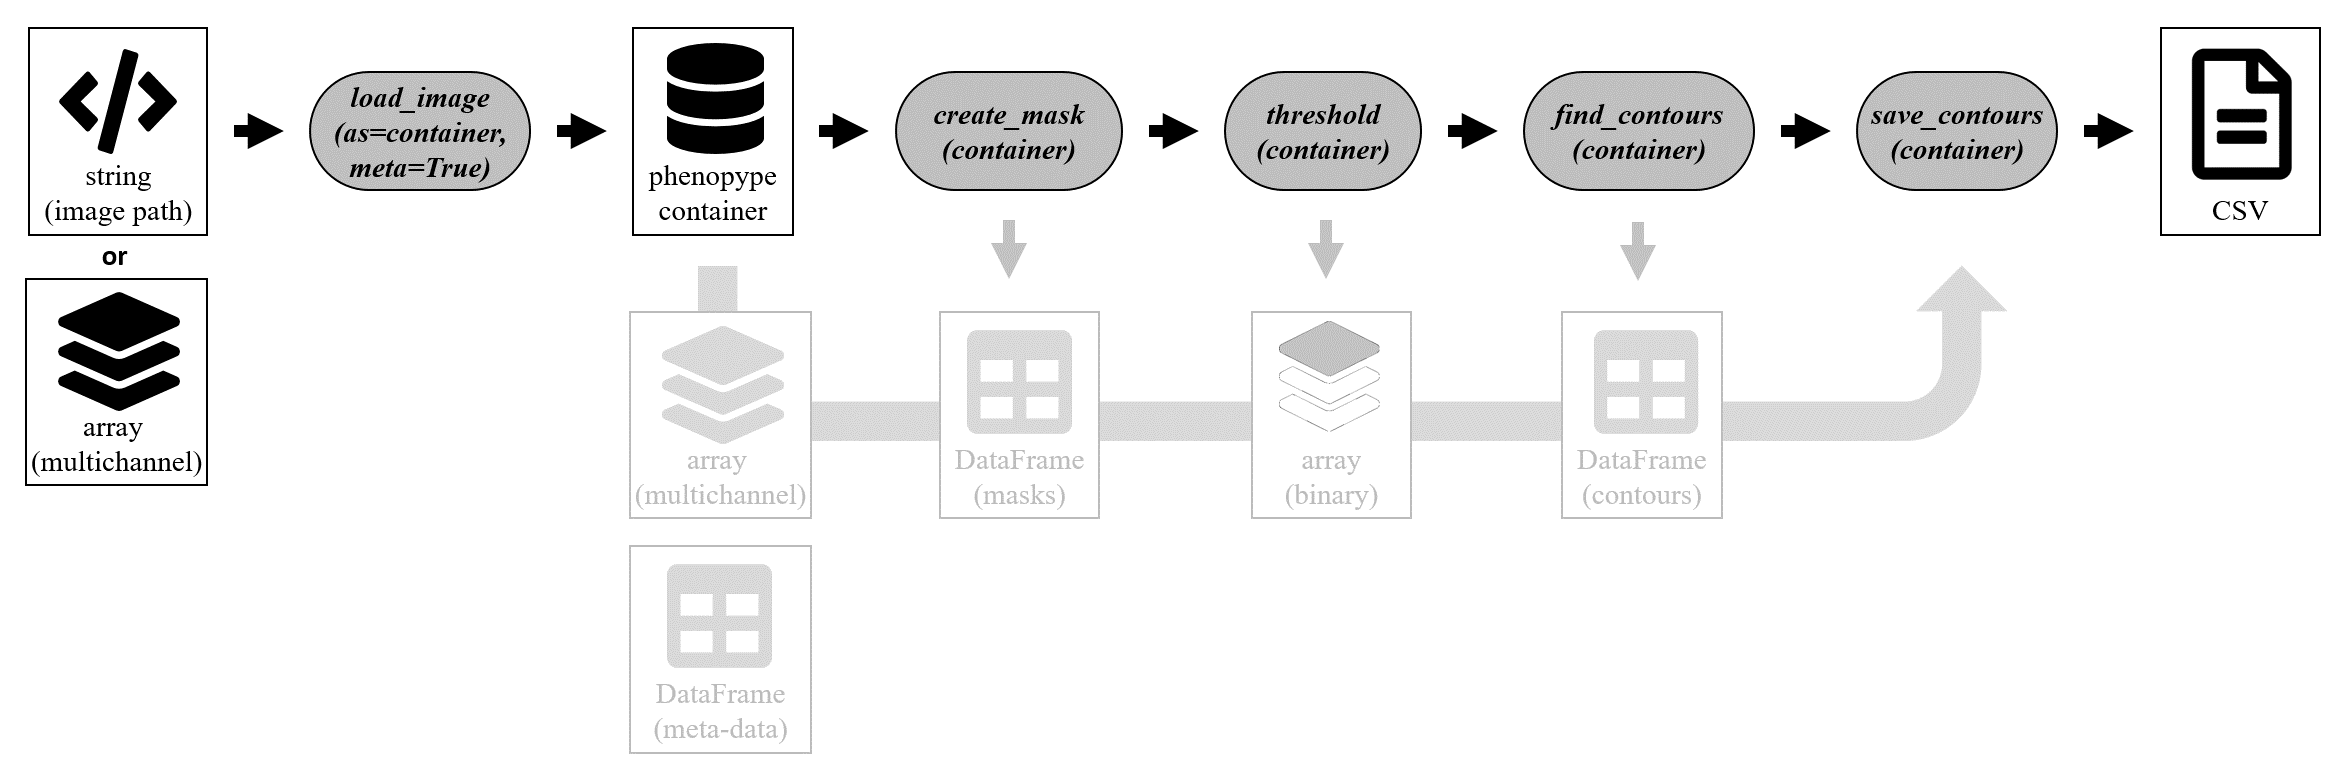 string
(image path)
or
array
(multichannel)
load_image
(as=container,
meta=True)
phenopype
container
create_mask
(container)
threshold
(container)
find_contours
(container)
save_contours
(container)
CSV
array
(multichannel)
DataFrame
(masks)
array
(binary)
DataFrame
(contours)
DataFrame
(meta-data)